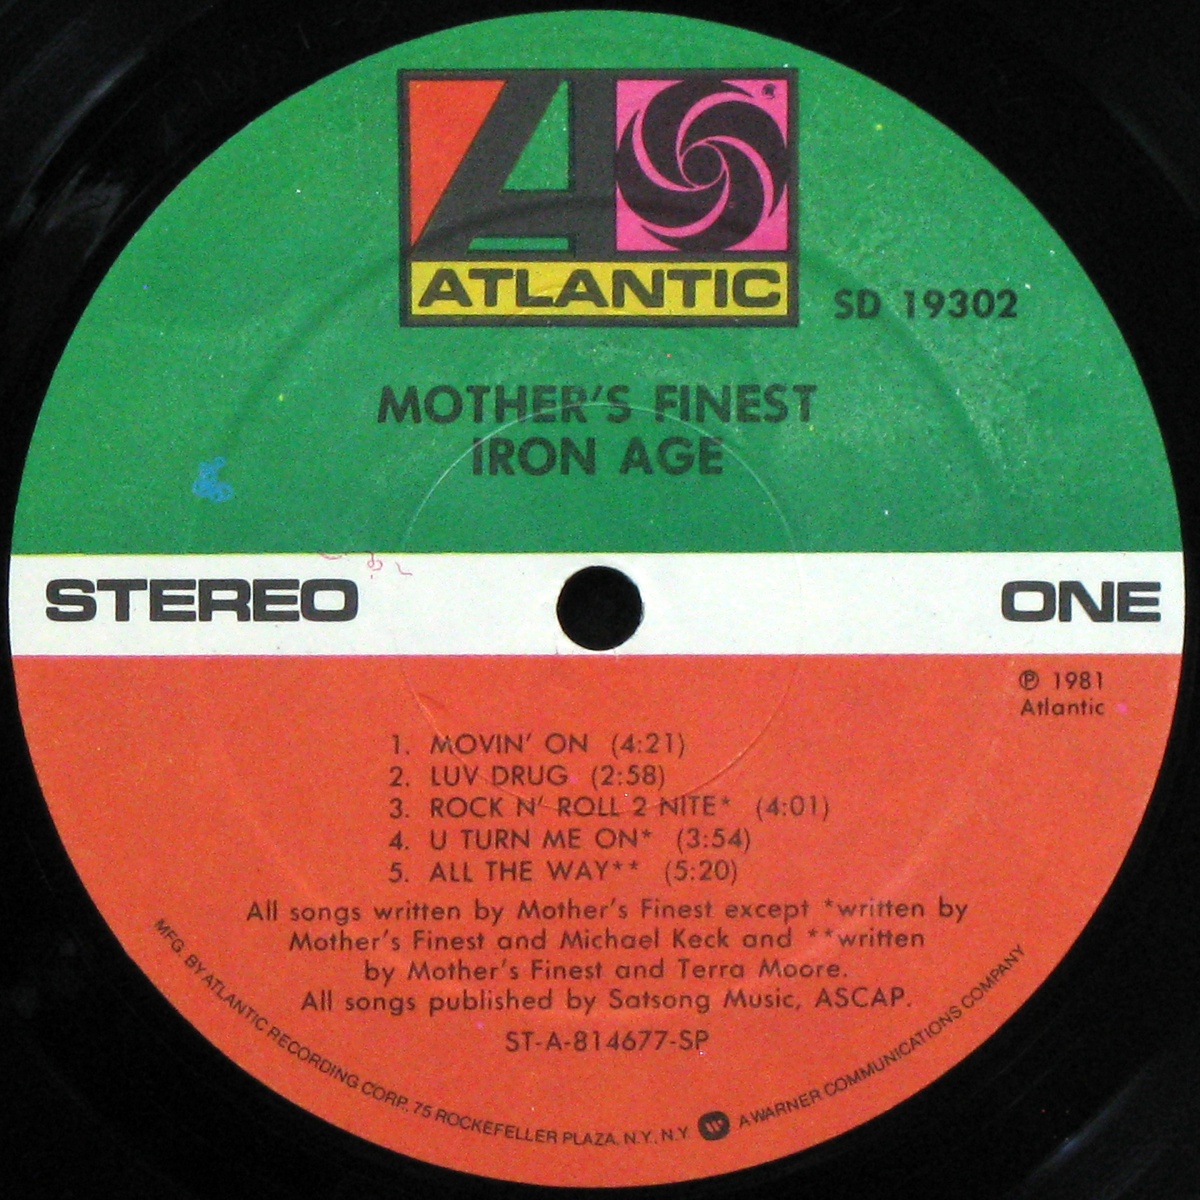 ATLANTIC
SD 19302
MOTHER'S FINEST
IRON AGE
STEREO
ONE
℗ 1981
Atlantic
1. MOVIN' ON (4:21)
2. LUV DRUG (2:58)
3. ROCK N' ROLL 2 NITE* (4:01)
4. U TURN ME ON* (3:54)
5. ALL THE WAY** (5:20)
All songs written by Mother's Finest except *written by
Mother's Finest and Michael Keck and **written
by Mother's Finest and Terra Moore.
All songs published by Satsong Music, ASCAP.
ST-A-814677-SP
MFG. BY ATLANTIC RECORDING CORP. 75 ROCKEFELLER PLAZA, N.Y., N.Y. A WARNER COMMUNICATIONS COMPANY